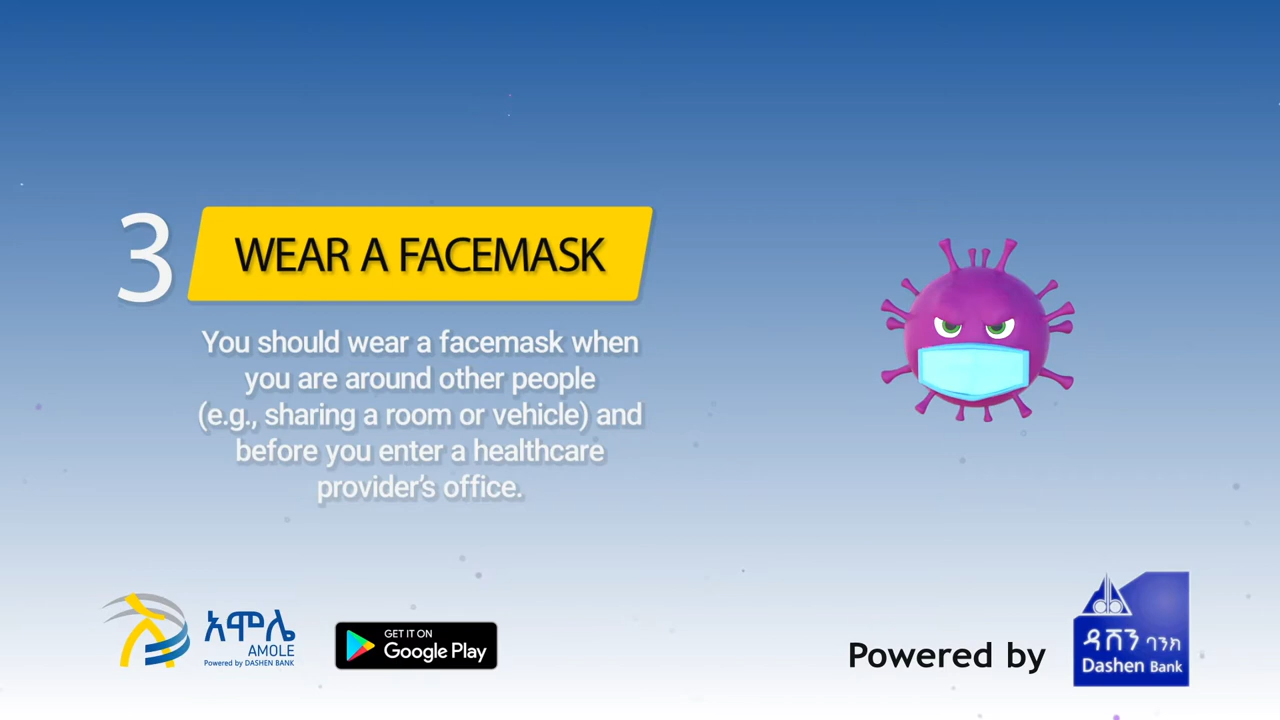 3
WEAR A FACEMASK
You should wear a facemask when
you are around other people
(e.g., sharing a room or vehicle) and
before you enter a healthcare
provider's office.
አሞሌ
AMOLE
Powered by DASHEN BANK
GET IT ON
Google Play
Powered by
ዳሸን ባንክ
Dashen Bank